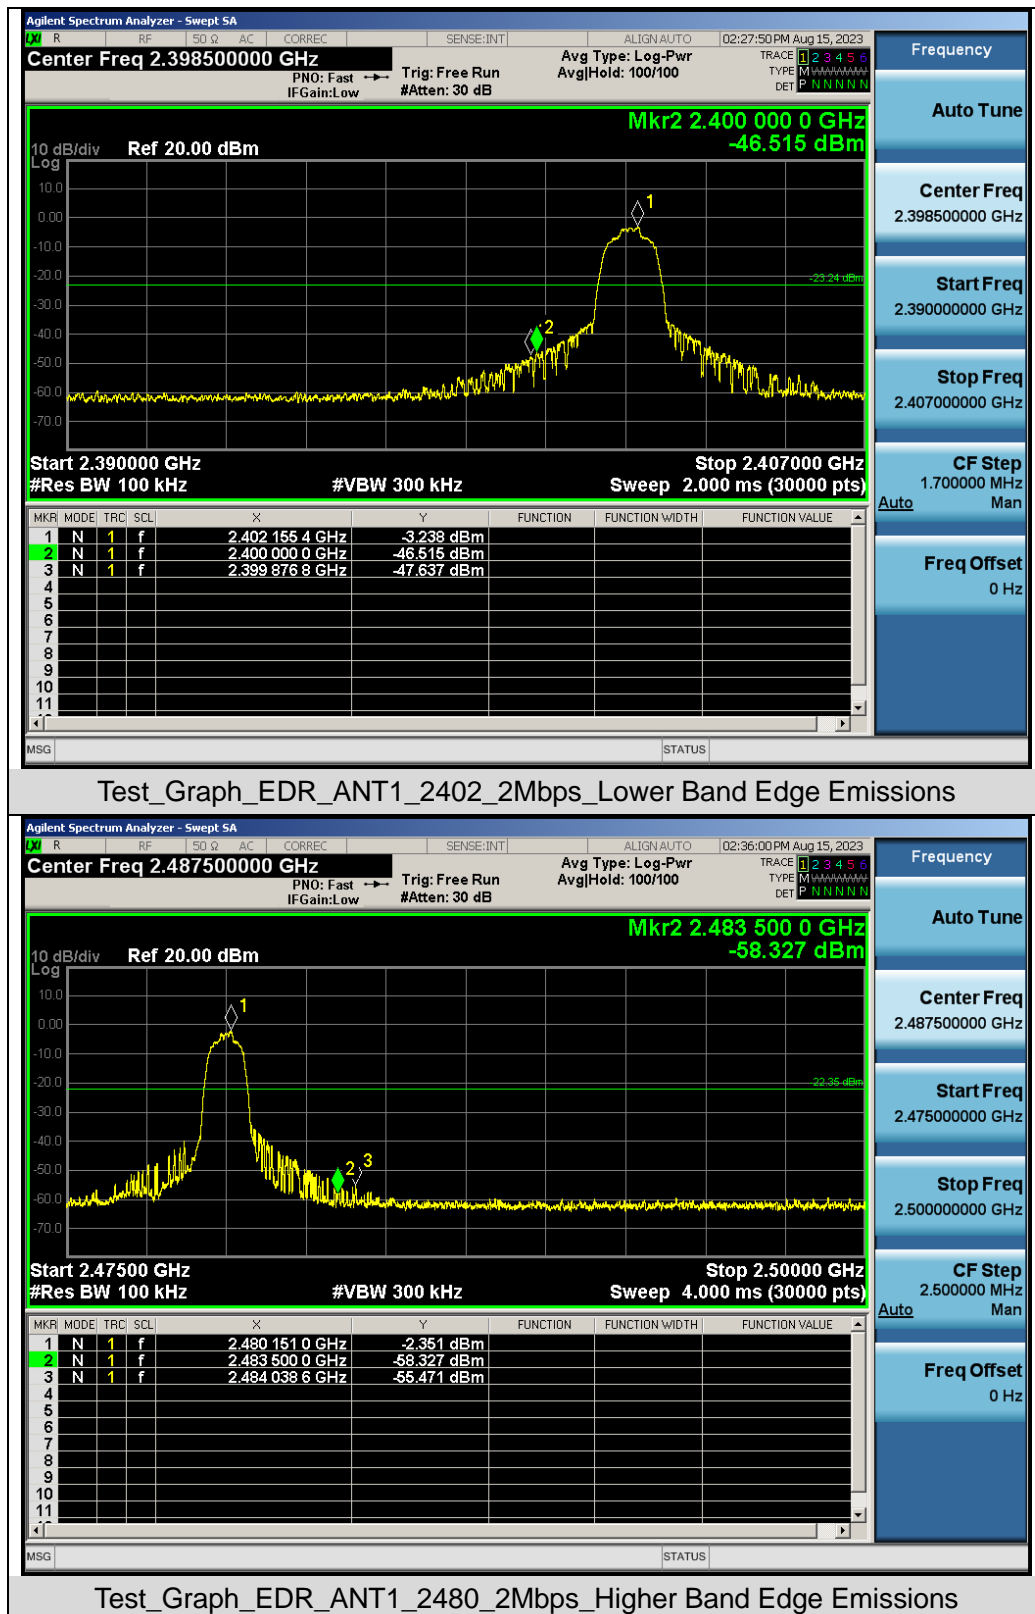 Agilent Spectrum Analyzer - Swept SA
LXI R RF 50 Ω AC CORREC SENSE:INT ALIGN AUTO 02:27:50 PM Aug 15, 2023
Center Freq 2.398500000 GHz
PNO: Fast
IFGain:Low
Trig: Free Run
#Atten: 30 dB
Avg Type: Log-Pwr
Avg|Hold: 100/100
TRACE 1 2 3 4 5 6
TYPE M
DET P N N N N N
Mkr2 2.400 000 0 GHz
-46.515 dBm
10 dB/div Ref 20.00 dBm
Log
10.0
0.00
-10.0
-20.0
-30.0
-40.0
-50.0
-60.0
-70.0
1
-23.24 dBm
2
Start 2.390000 GHz Stop 2.407000 GHz
#Res BW 100 kHz #VBW 300 kHz Sweep 2.000 ms (30000 pts)
MKR MODE TRC SCL X Y FUNCTION FUNCTION WIDTH FUNCTION VALUE
1 N 1 f 2.402 155 4 GHz -3.238 dBm
2 N 1 f 2.400 000 0 GHz -46.515 dBm
3 N 1 f 2.399 876 8 GHz -47.637 dBm
4
5
6
7
8
9
10
11
MSG STATUS
Frequency
Auto Tune
Center Freq
2.398500000 GHz
Start Freq
2.390000000 GHz
Stop Freq
2.407000000 GHz
CF Step
1.700000 MHz
Auto Man
Freq Offset
0 Hz
Test_Graph_EDR_ANT1_2402_2Mbps_Lower Band Edge Emissions
Agilent Spectrum Analyzer - Swept SA
LXI R RF 50 Ω AC CORREC SENSE:INT ALIGN AUTO 02:36:00 PM Aug 15, 2023
Center Freq 2.487500000 GHz
PNO: Fast
IFGain:Low
Trig: Free Run
#Atten: 30 dB
Avg Type: Log-Pwr
Avg|Hold: 100/100
TRACE 1 2 3 4 5 6
TYPE M
DET P N N N N N
Mkr2 2.483 500 0 GHz
-58.327 dBm
10 dB/div Ref 20.00 dBm
Log
10.0
0.00
-10.0
-20.0
-30.0
-40.0
-50.0
-60.0
-70.0
1
-22.35 dBm
2 3
Start 2.47500 GHz Stop 2.50000 GHz
#Res BW 100 kHz #VBW 300 kHz Sweep 4.000 ms (30000 pts)
MKR MODE TRC SCL X Y FUNCTION FUNCTION WIDTH FUNCTION VALUE
1 N 1 f 2.480 151 0 GHz -2.351 dBm
2 N 1 f 2.483 500 0 GHz -58.327 dBm
3 N 1 f 2.484 038 6 GHz -55.471 dBm
4
5
6
7
8
9
10
11
MSG STATUS
Frequency
Auto Tune
Center Freq
2.487500000 GHz
Start Freq
2.475000000 GHz
Stop Freq
2.500000000 GHz
CF Step
2.500000 MHz
Auto Man
Freq Offset
0 Hz
Test_Graph_EDR_ANT1_2480_2Mbps_Higher Band Edge Emissions